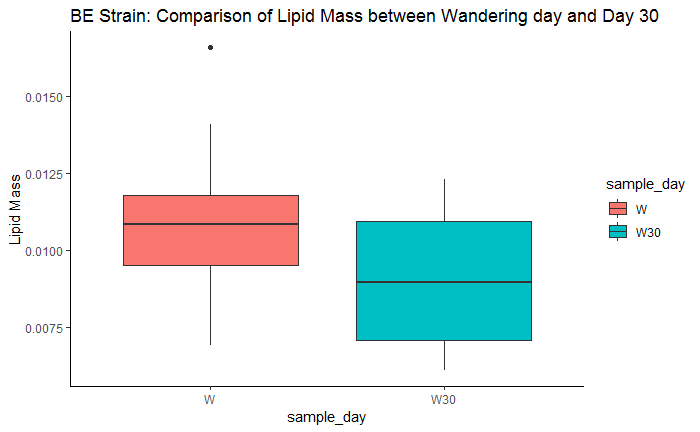 BE Strain: Comparison of Lipid Mass between Wandering day and Day 30
0.0150
0.0125
0.0100
0.0075
Lipid Mass
W
W30
sample_day
sample_day
W
W30